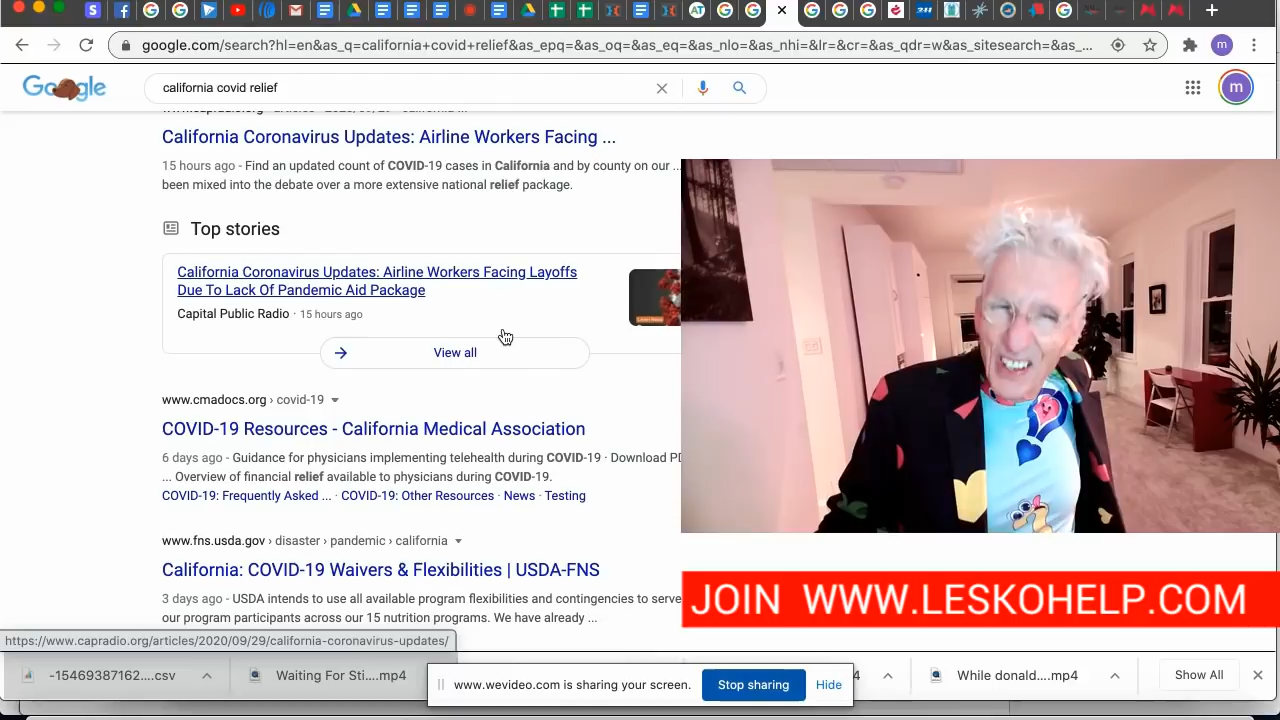 google.com/search?hl=en&as_q=california+covid+relief&as_epq=&as_oq=&as_eq=&as_nlo=&as_nhi=&lr=&cr=&as_qdr=w&as_sitesearch=&as_...
m
Google
california covid relief
m
California Coronavirus Updates: Airline Workers Facing ...
15 hours ago - Find an updated count of COVID-19 cases in California and by county on our ...
been mixed into the debate over a more extensive national relief package.
Top stories
California Coronavirus Updates: Airline Workers Facing Layoffs
Due To Lack Of Pandemic Aid Package
Capital Public Radio · 15 hours ago
View all
www.cmadocs.org › covid-19
COVID-19 Resources - California Medical Association
6 days ago - Guidance for physicians implementing telehealth during COVID-19 · Download PD
... Overview of financial relief available to physicians during COVID-19.
COVID-19: Frequently Asked ... · COVID-19: Other Resources · News · Testing
www.fns.usda.gov › disaster › pandemic › california
California: COVID-19 Waivers & Flexibilities | USDA-FNS
3 days ago - USDA intends to use all available program flexibilities and contingencies to serve
our program participants across our 15 nutrition programs. We have already ...
JOIN WWW.LESKOHELP.COM
https://www.capradio.org/articles/2020/09/29/california-coronavirus-updates/
-15469387162....csv
Waiting For Sti....mp4
www.wevideo.com is sharing your screen.
Stop sharing
Hide
4
While donald....mp4
Show All